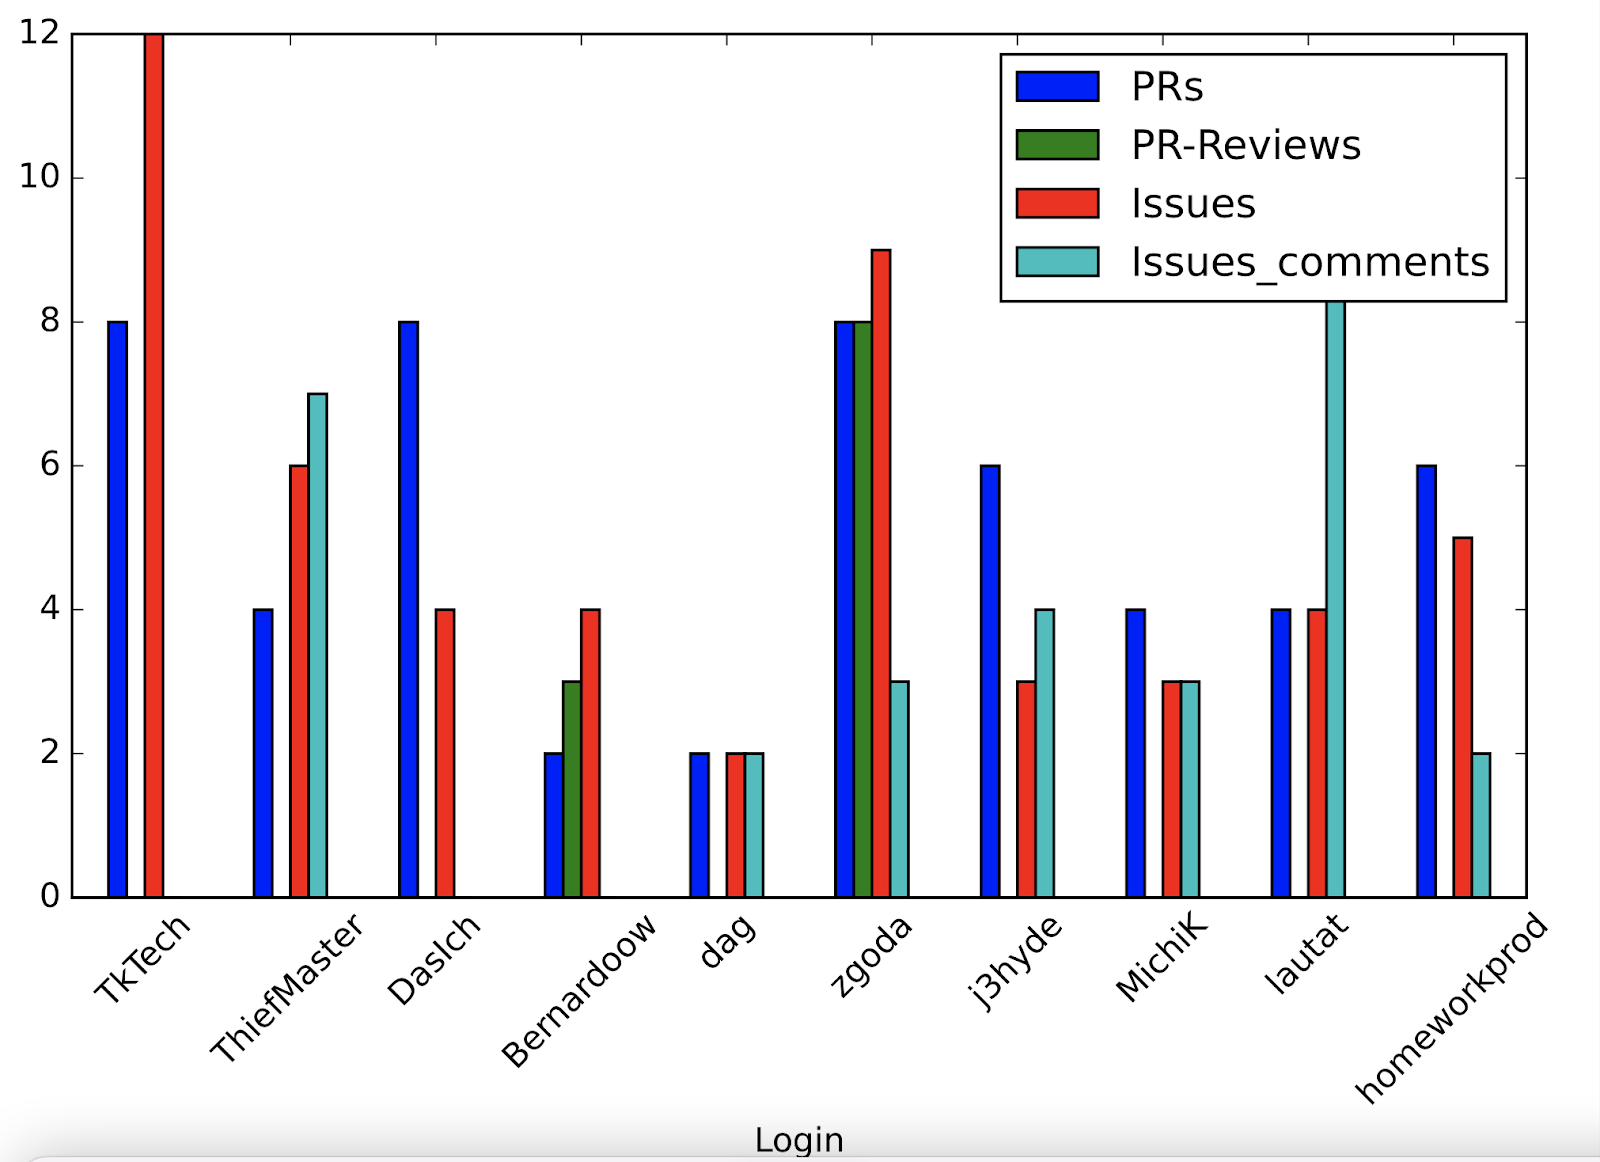 12
10
8
6
4
2
0
PRs
PR-Reviews
Issues
Issues_comments
TkTech
ThiefMaster
DasIch
Bernardoow
dag
zgoda
j3hyde
MichiK
lautat
homeworkprod
Login